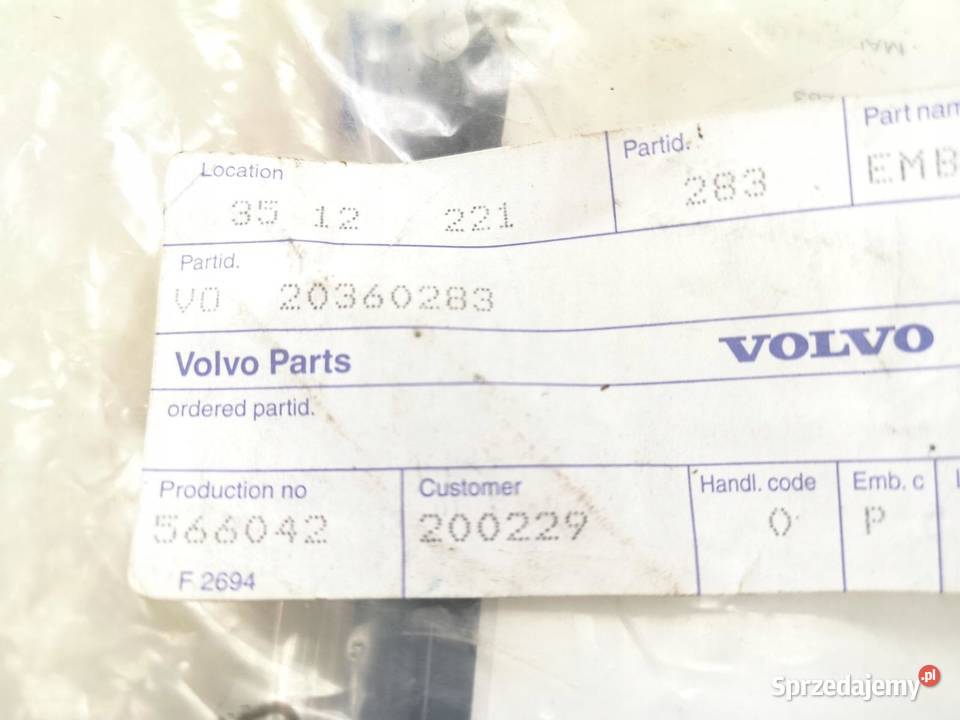 Location
35 12 221
Partid.
283
Part nam
EMB
Partid.
VO 20360283
Volvo Parts
VOLVO
ordered partid.
Production no
566042
Customer
200229
Handl. code
0
Emb. c
P
F 2694
Sprzedajemy.pl